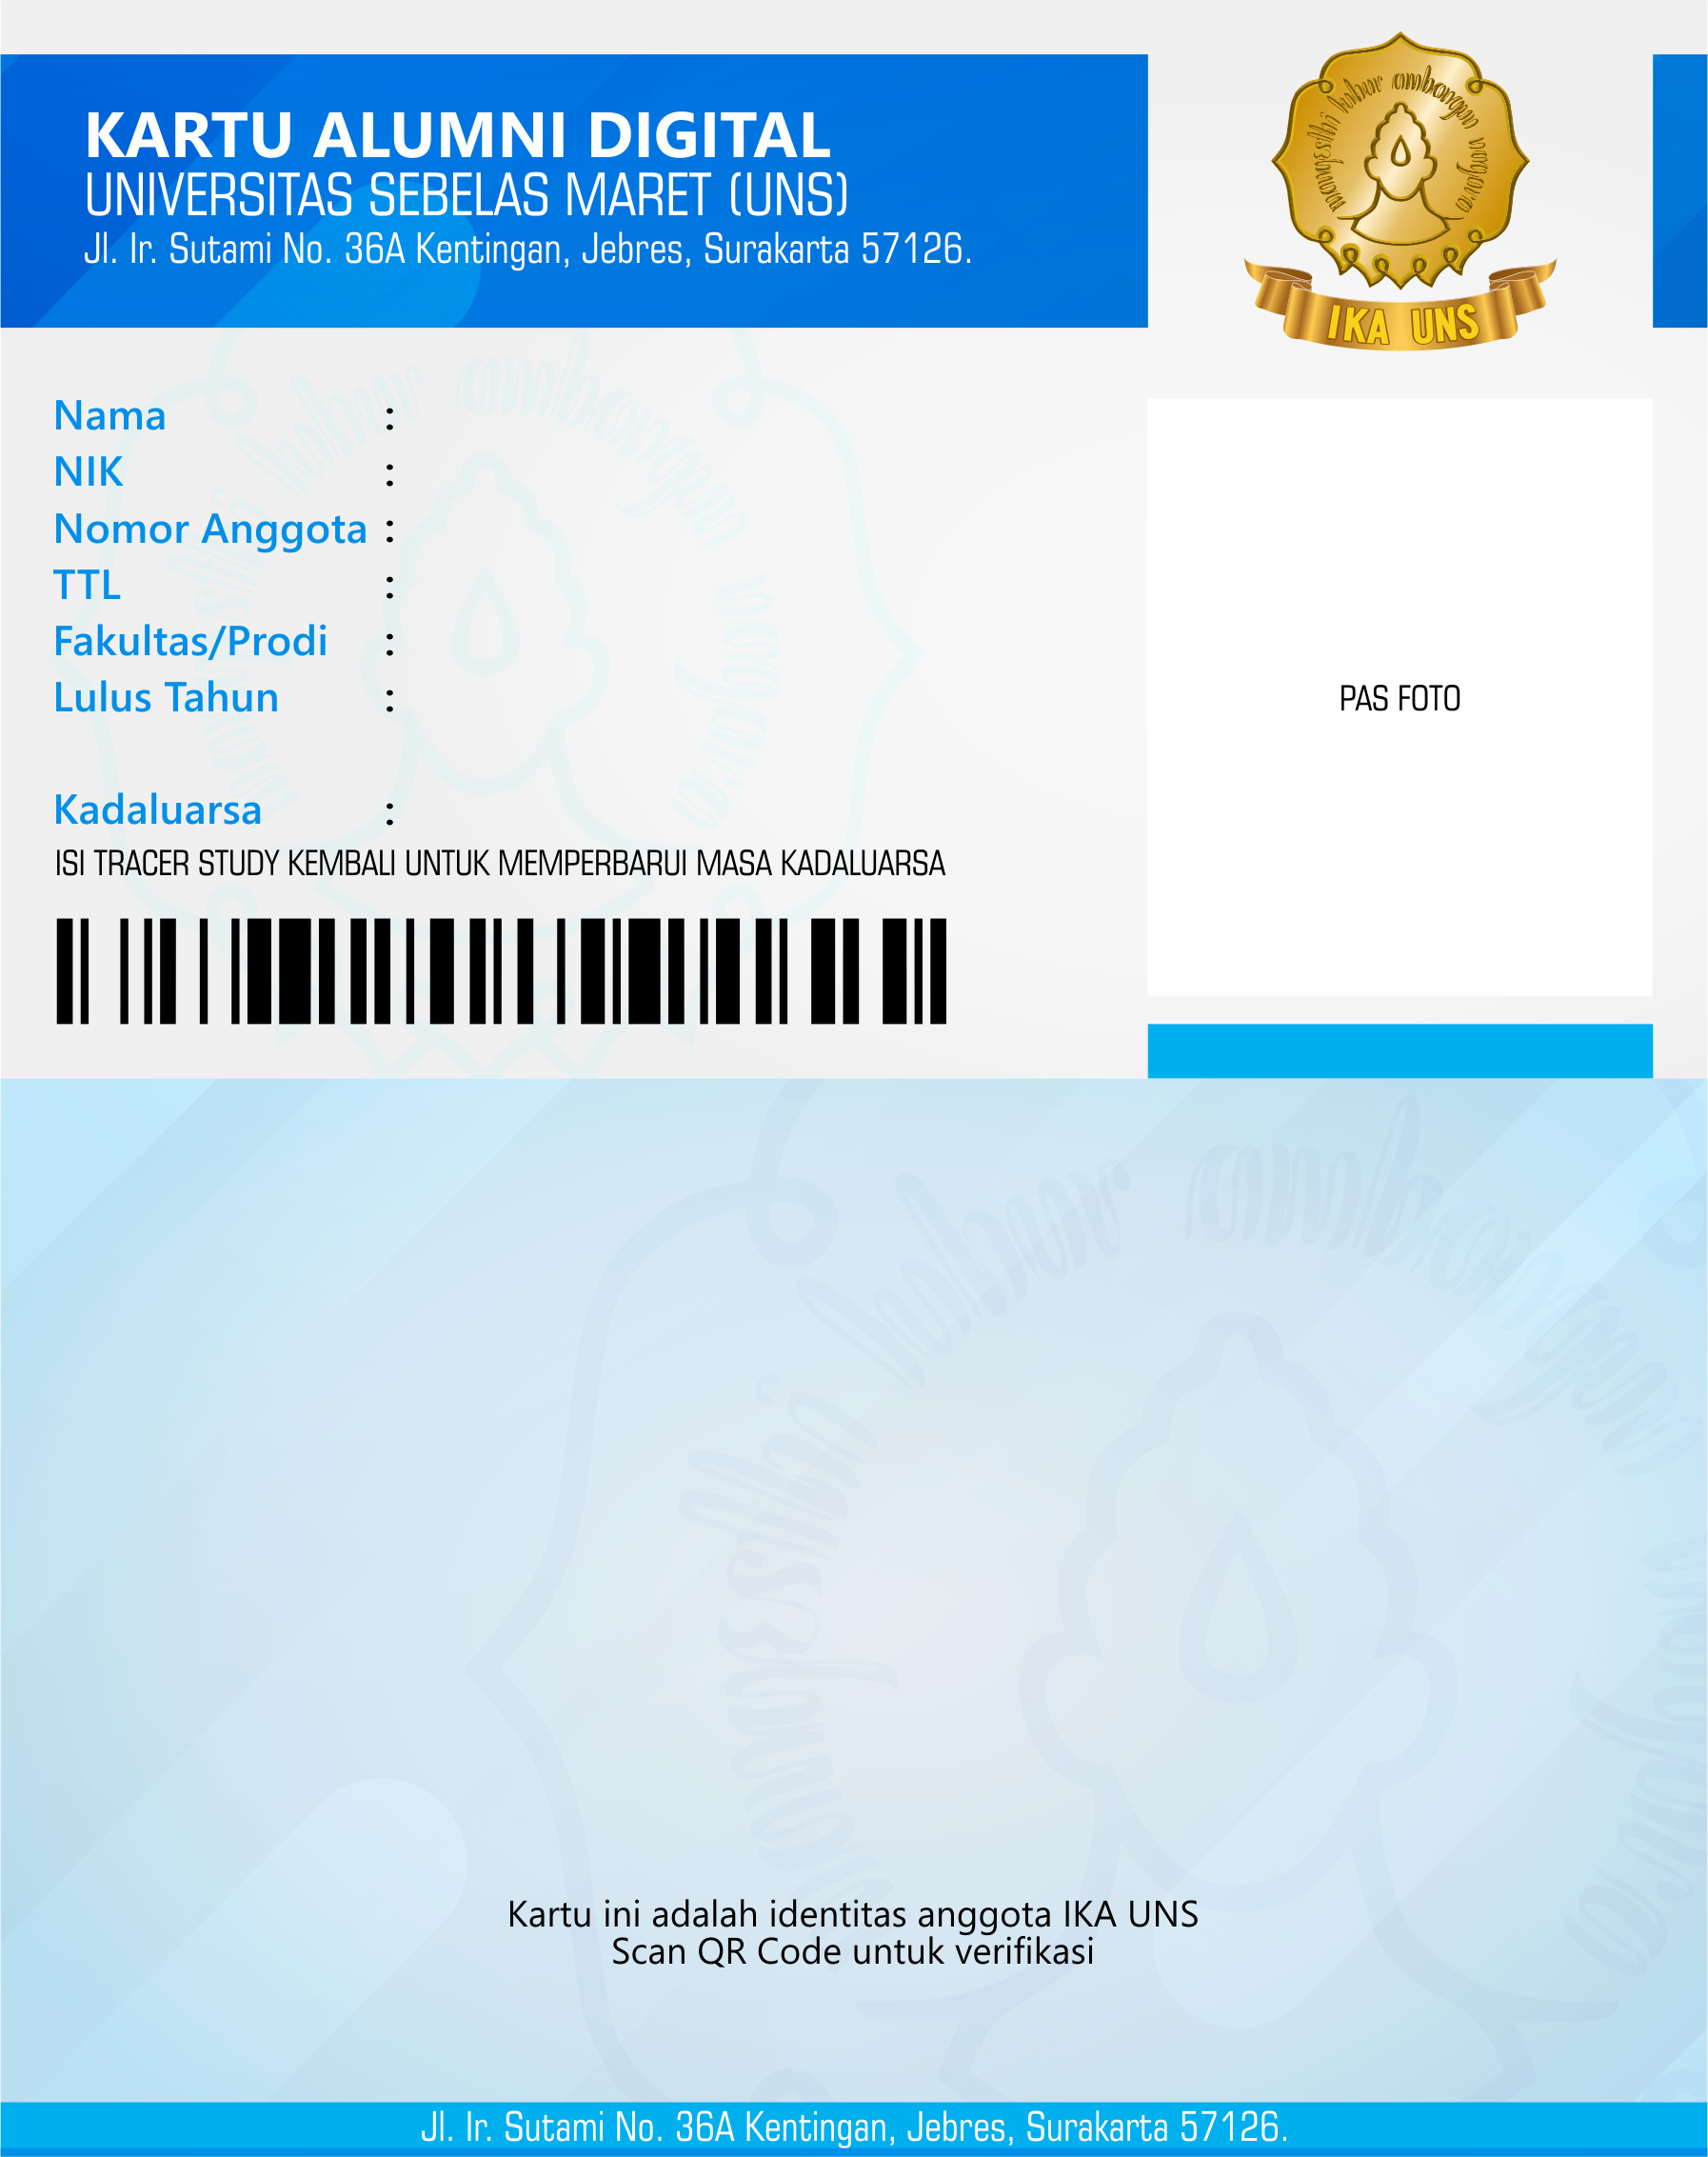 KARTU ALUMNI DIGITAL
UNIVERSITAS SEBELAS MARET (UNS)
Jl. Ir. Sutami No. 36A Kentingan, Jebres, Surakarta 57126.
mangesthi luhur ambangun nagara
IKA UNS
Nama :
NIK :
Nomor Anggota :
TTL :
Fakultas/Prodi :
Lulus Tahun :
Kadaluarsa :
ISI TRACER STUDY KEMBALI UNTUK MEMPERBARUI MASA KADALUARSA
PAS FOTO
Kartu ini adalah identitas anggota IKA UNS
Scan QR Code untuk verifikasi
Jl. Ir. Sutami No. 36A Kentingan, Jebres, Surakarta 57126.